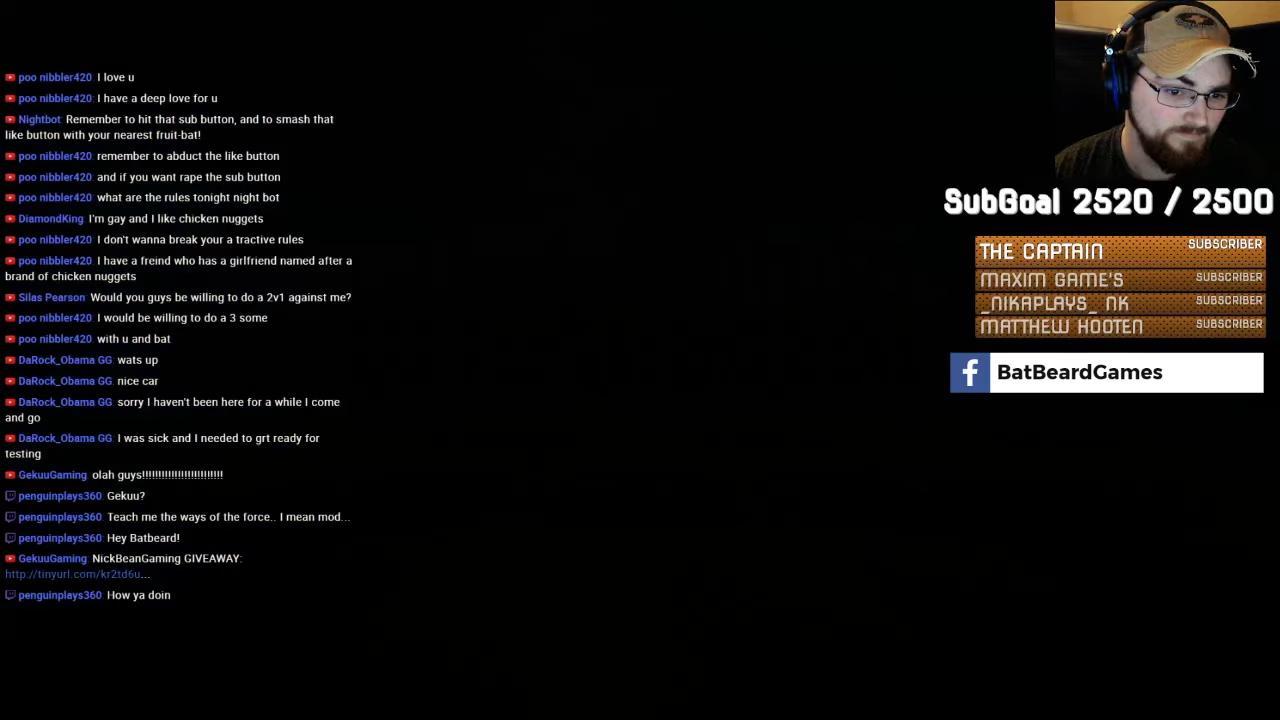 poo nibbler420: I love u
poo nibbler420: I have a deep love for u
Nightbot: Remember to hit that sub button, and to smash that
like button with your nearest fruit-bat!
poo nibbler420: remember to abduct the like button
poo nibbler420: and if you want rape the sub button
poo nibbler420: what are the rules tonight night bot
DiamondKing: I'm gay and I like chicken nuggets
poo nibbler420: I don't wanna break your a tractive rules
poo nibbler420: I have a freind who has a girlfriend named after a
brand of chicken nuggets
Silas Pearson: Would you guys be willing to do a 2v1 against me?
poo nibbler420: I would be willing to do a 3 some
poo nibbler420: with u and bat
DaRock_Obama GG: wats up
DaRock_Obama GG: nice car
DaRock_Obama GG: sorry I haven't been here for a while I come
and go
DaRock_Obama GG: I was sick and I needed to grt ready for
testing
GekuuGaming: olah guys!!!!!!!!!!!!!!!!!!!!!!!!!
penguinplays360: Gekuu?
penguinplays360: Teach me the ways of the force.. I mean mod...
penguinplays360: Hey Batbeard!
GekuuGaming: NickBeanGaming GIVEAWAY:
http://tinyurl.com/kr2td6u...
penguinplays360: How ya doin
SubGoal 2520 / 2500
THE CAPTAIN SUBSCRIBER
MAXIM GAME'S SUBSCRIBER
_NIKAPLAYS_ NK SUBSCRIBER
MATTHEW HOOTEN SUBSCRIBER
f BatBeardGames